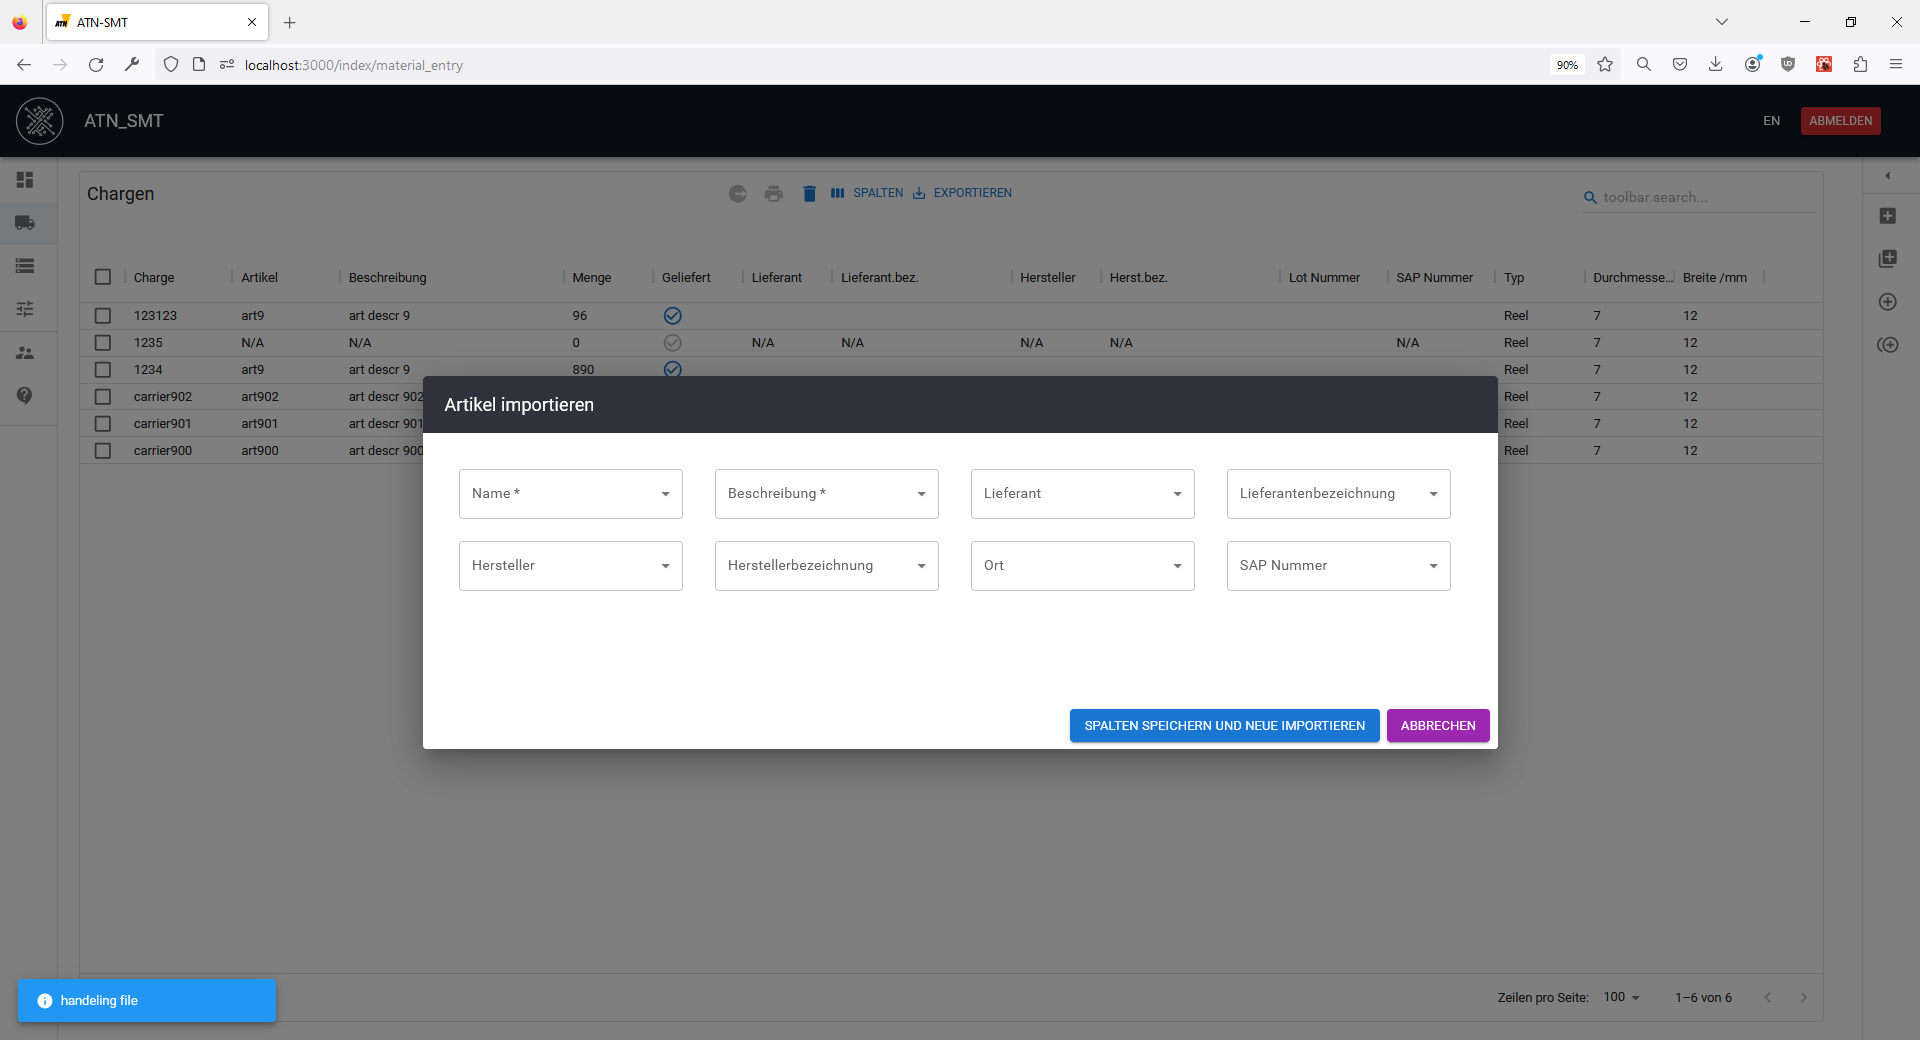 ATN-SMT
localhost:3000/index/material_entry
90%
ATN_SMT
EN
ABMELDEN
Chargen
SPALTEN
EXPORTIEREN
toolbar.search...
Charge Artikel Beschreibung Menge Geliefert Lieferant Lieferant.bez. Hersteller Herst.bez. Lot Nummer SAP Nummer Typ Durchmesse... Breite /mm
123123 art9 art descr 9 96 Reel 7 12
1235 N/A N/A 0 N/A N/A N/A N/A N/A Reel 7 12
1234 art9 art descr 9 890 Reel 7 12
carrier902 art902 art descr 902 Reel 7 12
carrier901 art901 art descr 901 Reel 7 12
carrier900 art900 art descr 900 Reel 7 12
Artikel importieren
Name * Beschreibung * Lieferant Lieferantenbezeichnung
Hersteller Herstellerbezeichnung Ort SAP Nummer
SPALTEN SPEICHERN UND NEUE IMPORTIEREN
ABBRECHEN
handeling file
Zeilen pro Seite: 100 1–6 von 6